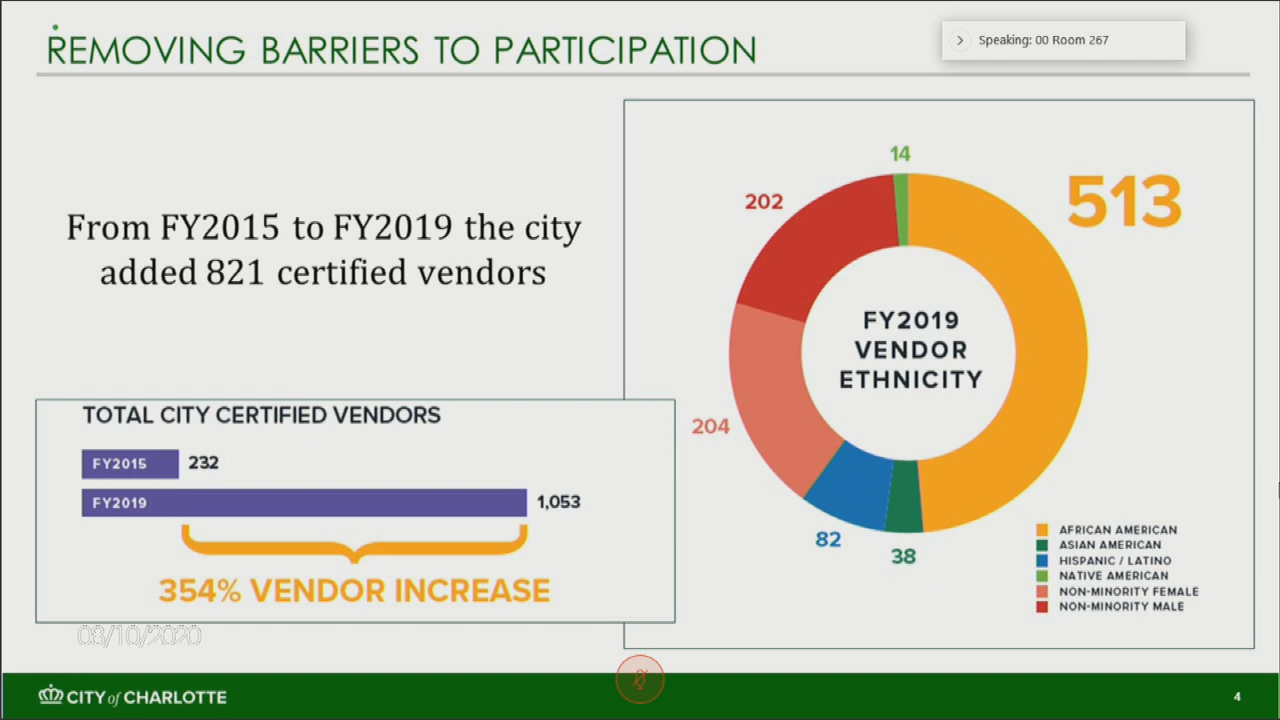 REMOVING BARRIERS TO PARTICIPATION
Speaking: 00 Room 267
From FY2015 to FY2019 the city
added 821 certified vendors
TOTAL CITY CERTIFIED VENDORS
FY2015 232
FY2019 1,053
354% VENDOR INCREASE
08/10/2020
14
513
202
FY2019
VENDOR
ETHNICITY
204
82
38
AFRICAN AMERICAN
ASIAN AMERICAN
HISPANIC / LATINO
NATIVE AMERICAN
NON-MINORITY FEMALE
NON-MINORITY MALE
CITY of CHARLOTTE
4